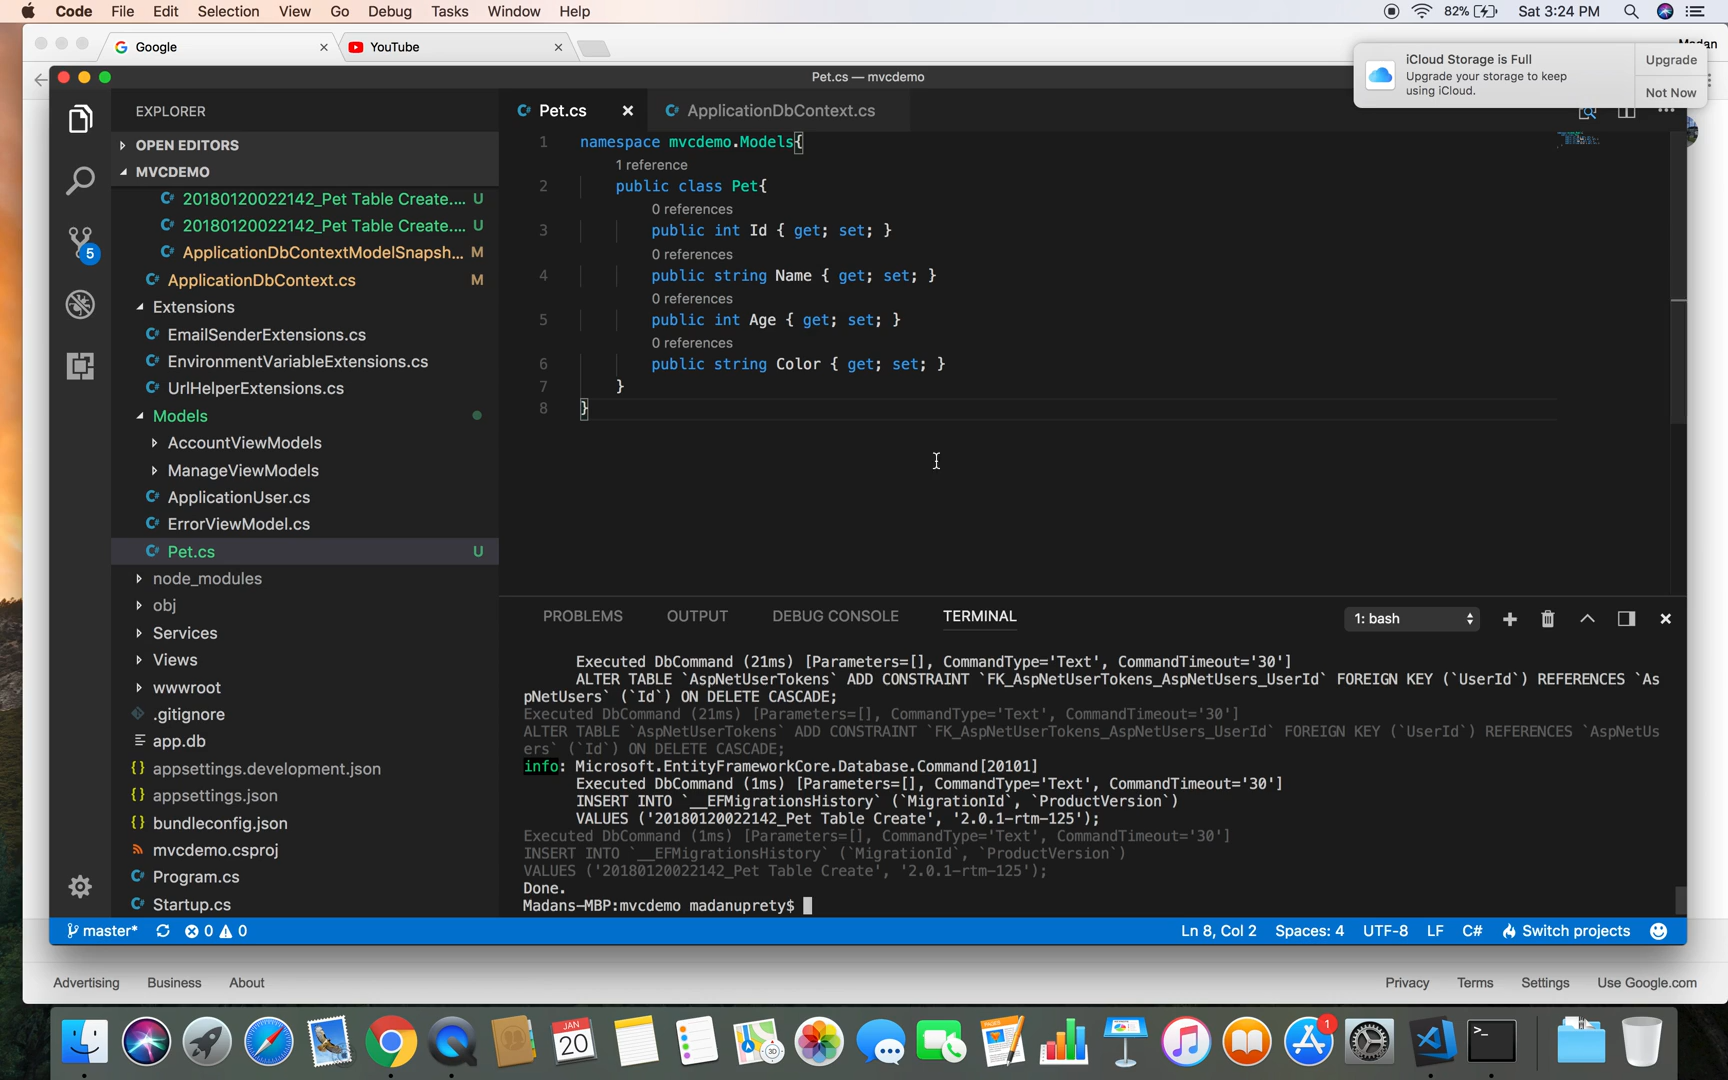 Code File Edit Selection View Go Debug Tasks Window Help
82% Sat 3:24 PM
Google
YouTube
iCloud Storage is Full
Upgrade your storage to keep
using iCloud.
Upgrade
Not Now
Pet.cs — mvcdemo
EXPLORER
OPEN EDITORS
MVCDEMO
20180120022142_Pet Table Create.... U
20180120022142_Pet Table Create.... U
ApplicationDbContextModelSnapsh... M
ApplicationDbContext.cs M
Extensions
EmailSenderExtensions.cs
EnvironmentVariableExtensions.cs
UrlHelperExtensions.cs
Models
AccountViewModels
ManageViewModels
ApplicationUser.cs
ErrorViewModel.cs
Pet.cs U
node_modules
obj
Services
Views
wwwroot
.gitignore
app.db
appsettings.development.json
appsettings.json
bundleconfig.json
mvcdemo.csproj
Program.cs
Startup.cs
5
Pet.cs
ApplicationDbContext.cs
1 namespace mvcdemo.Models{
1 reference
2 public class Pet{
0 references
3 public int Id { get; set; }
0 references
4 public string Name { get; set; }
0 references
5 public int Age { get; set; }
0 references
6 public string Color { get; set; }
7 }
8 }
PROBLEMS OUTPUT DEBUG CONSOLE TERMINAL
1: bash
Executed DbCommand (21ms) [Parameters=[], CommandType='Text', CommandTimeout='30']
ALTER TABLE `AspNetUserTokens` ADD CONSTRAINT `FK_AspNetUserTokens_AspNetUsers_UserId` FOREIGN KEY (`UserId`) REFERENCES `As
pNetUsers` (`Id`) ON DELETE CASCADE;
Executed DbCommand (21ms) [Parameters=[], CommandType='Text', CommandTimeout='30']
ALTER TABLE `AspNetUserTokens` ADD CONSTRAINT `FK_AspNetUserTokens_AspNetUsers_UserId` FOREIGN KEY (`UserId`) REFERENCES `AspNetUs
ers` (`Id`) ON DELETE CASCADE;
info: Microsoft.EntityFrameworkCore.Database.Command[20101]
Executed DbCommand (1ms) [Parameters=[], CommandType='Text', CommandTimeout='30']
INSERT INTO `__EFMigrationsHistory` (`MigrationId`, `ProductVersion`)
VALUES ('20180120022142_Pet Table Create', '2.0.1-rtm-125');
Executed DbCommand (1ms) [Parameters=[], CommandType='Text', CommandTimeout='30']
INSERT INTO `__EFMigrationsHistory` (`MigrationId`, `ProductVersion`)
VALUES ('20180120022142_Pet Table Create', '2.0.1-rtm-125');
Done.
Madans-MBP:mvcdemo madanuprety$
master* 0 0
Ln 8, Col 2 Spaces: 4 UTF-8 LF C# Switch projects
Advertising Business About
Privacy Terms Settings Use Google.com
JAN
20
PAGES
3D
1
>_